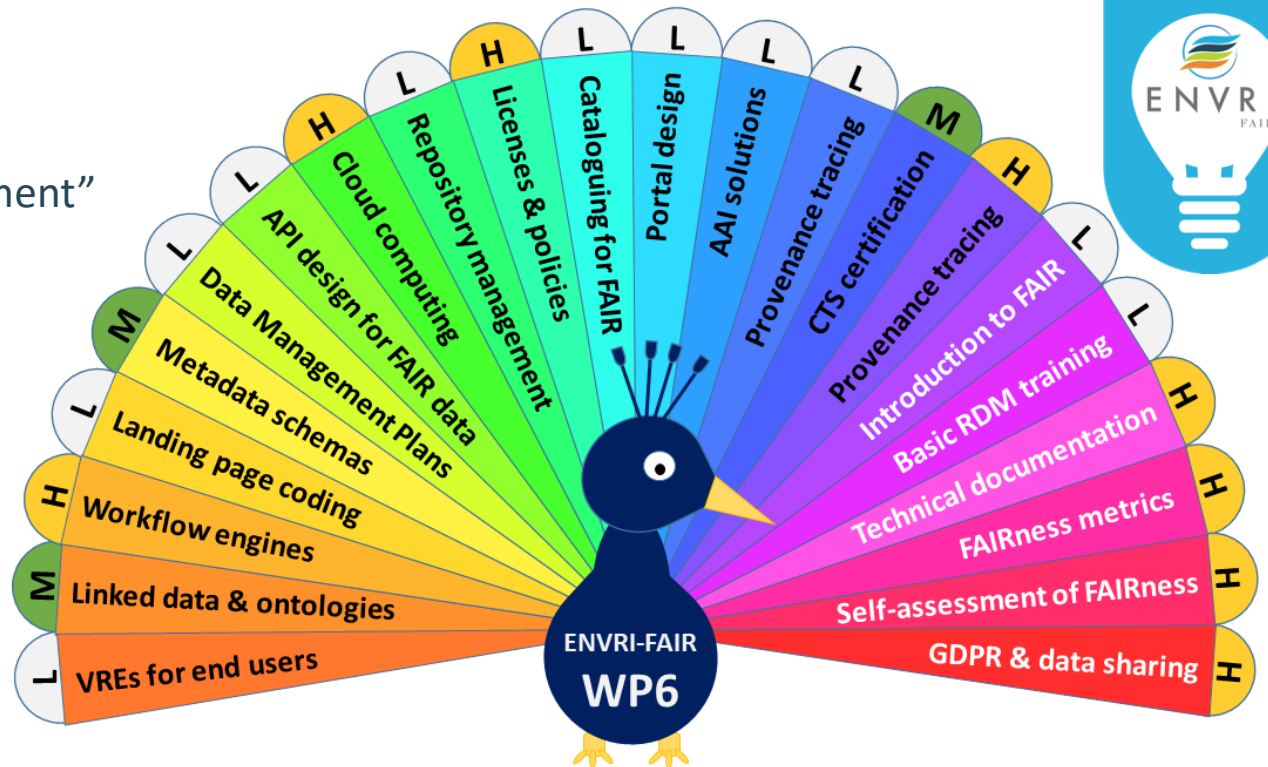 L
VREs for end users
M
Linked data & ontologies
H
Workflow engines
L
Landing page coding
M
Metadata schemas
L
Data Management Plans
L
API design for FAIR data
H
Cloud computing
L
Repository management
H
Licenses & policies
L
Cataloguing for FAIR
L
Portal design
L
AAI solutions
L
Provenance tracing
M
CTS certification
H
Provenance tracing
L
Introduction to FAIR
L
Basic RDM training
H
Technical documentation
H
FAIRness metrics
H
Self-assessment of FAIRness
H
GDPR & data sharing
ENVRI-FAIR
WP6
ENVR